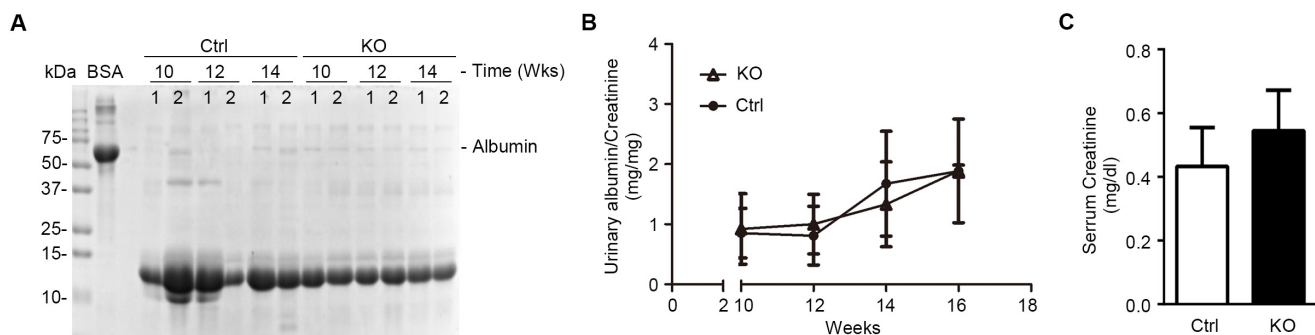 A
Ctrl KO
kDa BSA 10 12 14 10 12 14 - Time (Wks)
1 2 1 2 1 2 1 2 1 2 1 2
75-
50-
37-
25-
15-
10-
- Albumin
B
Urinary albumin/Creatinine
(mg/mg)
4
3
2
1
0
KO
Ctrl
0 2 10 12 14 16 18
Weeks
C
Serrum Creatinine
(mg/dl)
0.8
0.6
0.4
0.2
0.0
Ctrl KO